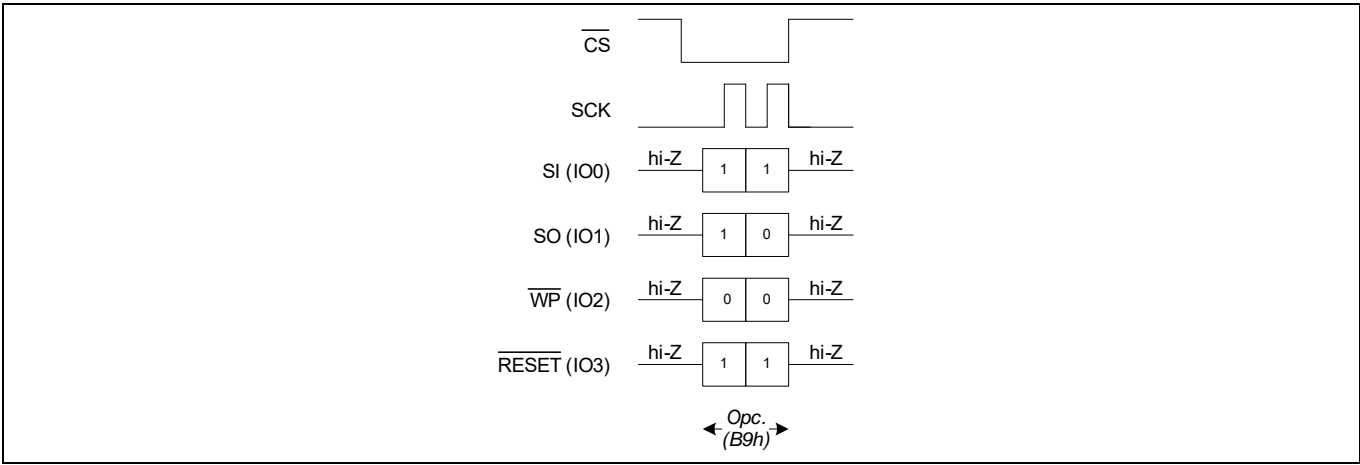 CS
SCK
SI (IO0) hi-Z 1 1 hi-Z
SO (IO1) hi-Z 1 0 hi-Z
WP (IO2) hi-Z 0 0 hi-Z
RESET (IO3) hi-Z 1 1 hi-Z
Opc.
(B9h)